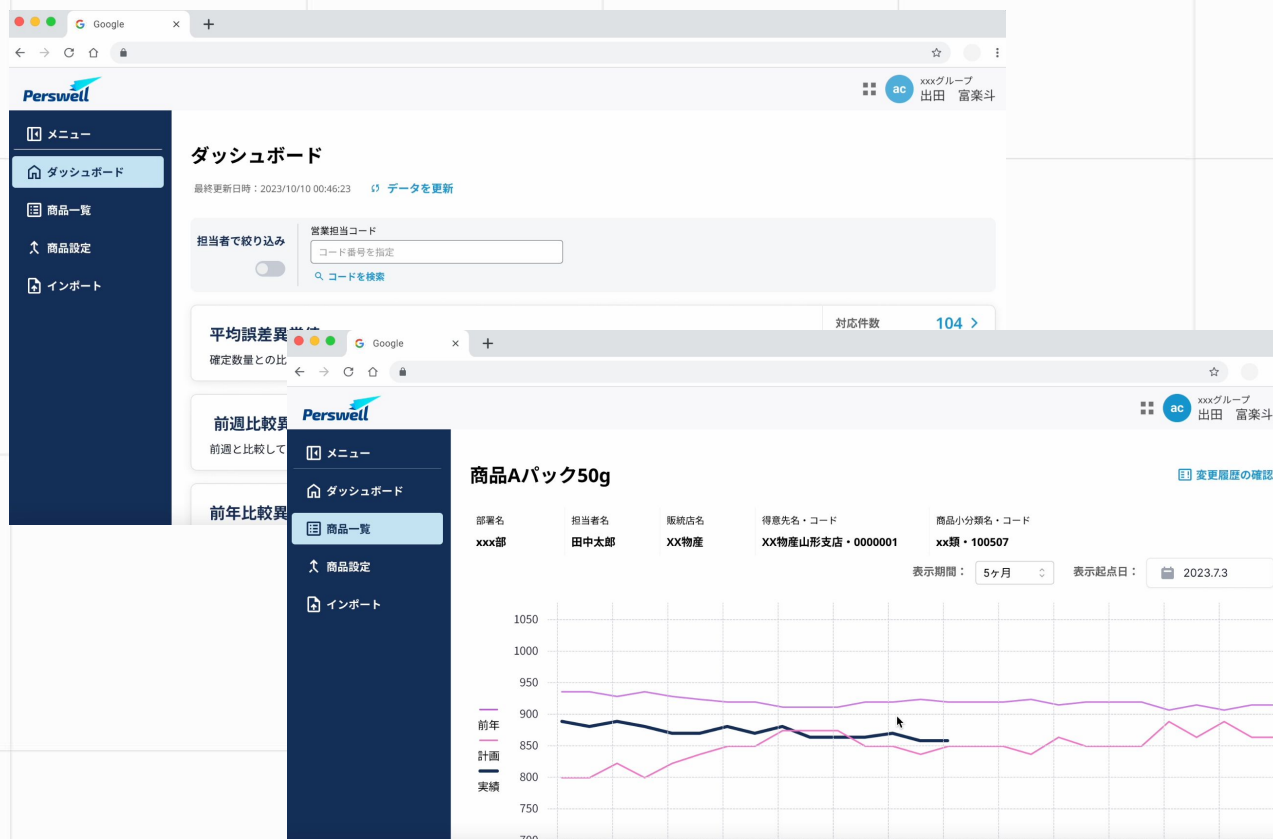 Google
Perswell
ac
xxxグループ
出田 富楽斗
メニュー
ダッシュボード
商品一覧
商品設定
インポート
ダッシュボード
最終更新日時：2023/10/10 00:46:23
データを更新
担当者で絞り込み
営業担当コード
コード番号を指定
コードを検索
平均誤差異常値
確定数量との比
対応件数
104
前週比較異
前週と比較して
前年比較異
Google
Perswell
ac
xxxグループ
出田 富楽斗
メニュー
ダッシュボード
商品一覧
商品設定
インポート
商品Aパック50g
変更履歴の確認
部署名
xxx部
担当者名
田中太郎
販統店名
XX物産
得意先名・コード
XX物産山形支店・0000001
商品小分類名・コード
xx類・100507
表示期間：
5ヶ月
表示起点日：
2023.7.3
1050
1000
950
900
850
800
750
700
前年
計画
実績